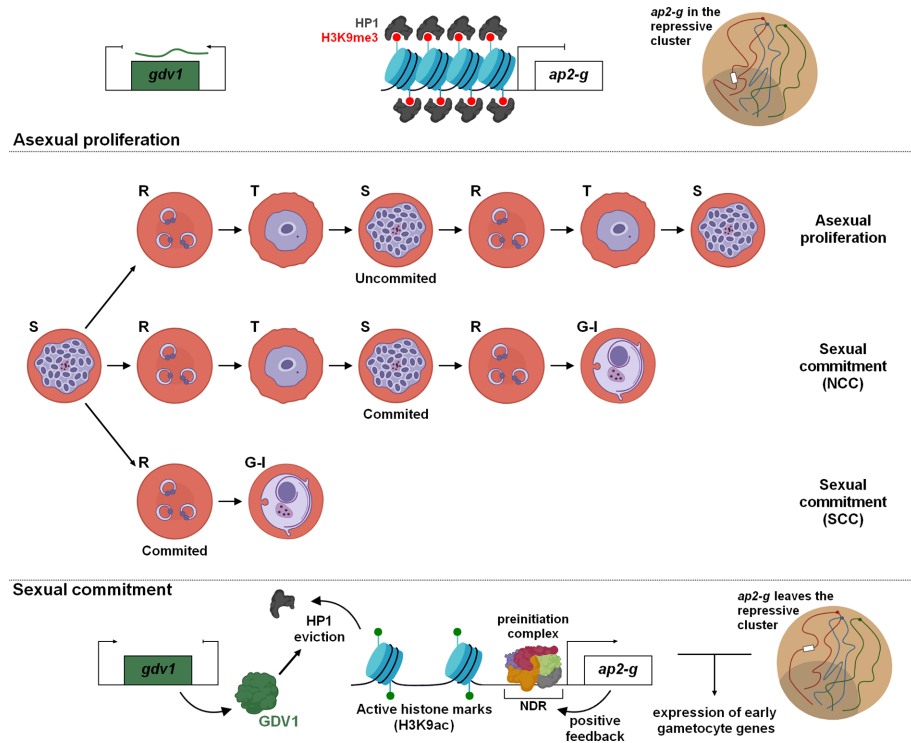 HP1
H3K9me3
gdv1
ap2-g
ap2-g in the
repressive
cluster
Asexual proliferation
R
T
S
R
T
S
Asexual
proliferation
Uncommited
S
R
T
S
R
G-I
Sexual
commitment
(NCC)
Commited
R
G-I
Sexual
commitment
(SCC)
Commited
Sexual commitment
gdv1
GDV1
HP1
eviction
Active histone marks
(H3K9ac)
preinitiation
complex
NDR
ap2-g
positive
feedback
expression of early
gametocyte genes
ap2-g leaves the
repressive
cluster